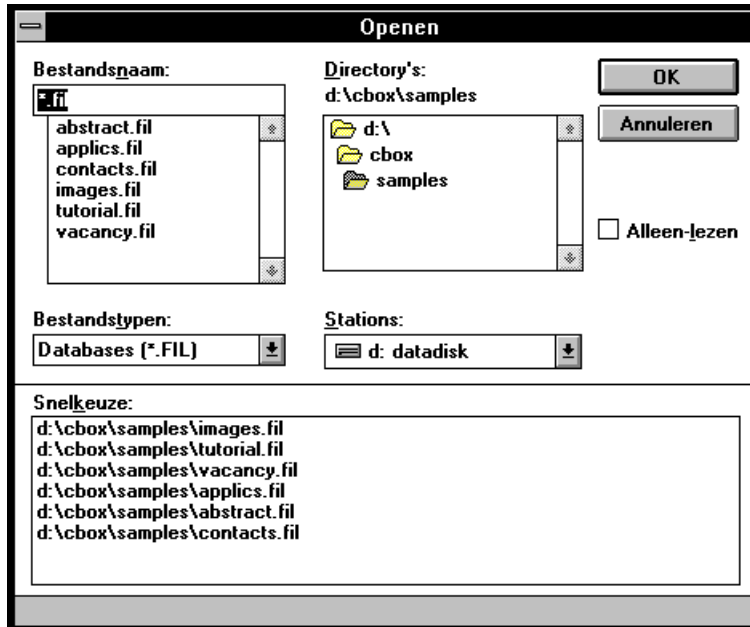 Openen
Bestandsnaam:
*.fil
abstract.fil
applics.fil
contacts.fil
images.fil
tutorial.fil
vacancy.fil
Directory's:
d:\cbox\samples
d:\
cbox
samples
OK
Annuleren
Alleen-lezen
Bestandstypen:
Databases (*.FIL)
Stations:
d: datadisk
Snelkeuze:
d:\cbox\samples\images.fil
d:\cbox\samples\tutorial.fil
d:\cbox\samples\vacancy.fil
d:\cbox\samples\applics.fil
d:\cbox\samples\abstract.fil
d:\cbox\samples\contacts.fil